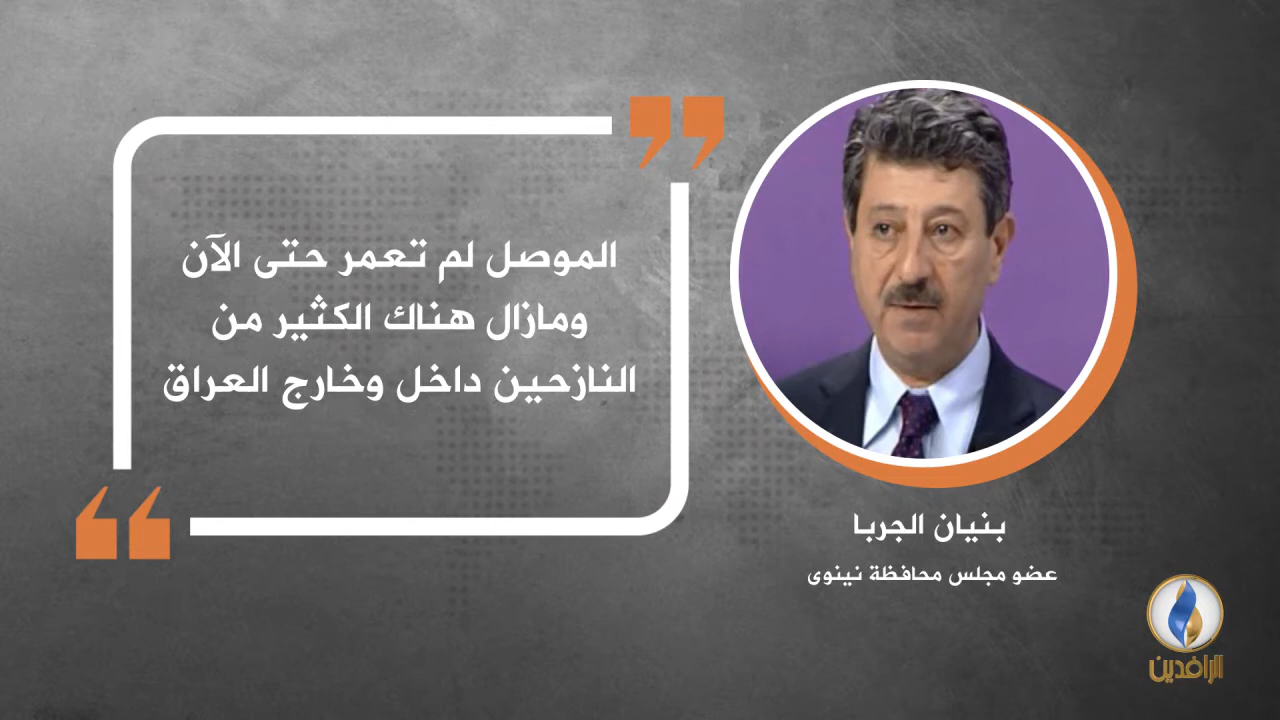 الموصل لم تعمر حتى الآن
ومازال هناك الكثير من
النازحين داخل وخارج العراق
بنيان الجربا
عضو مجلس محافظة نينوى
الرافدين